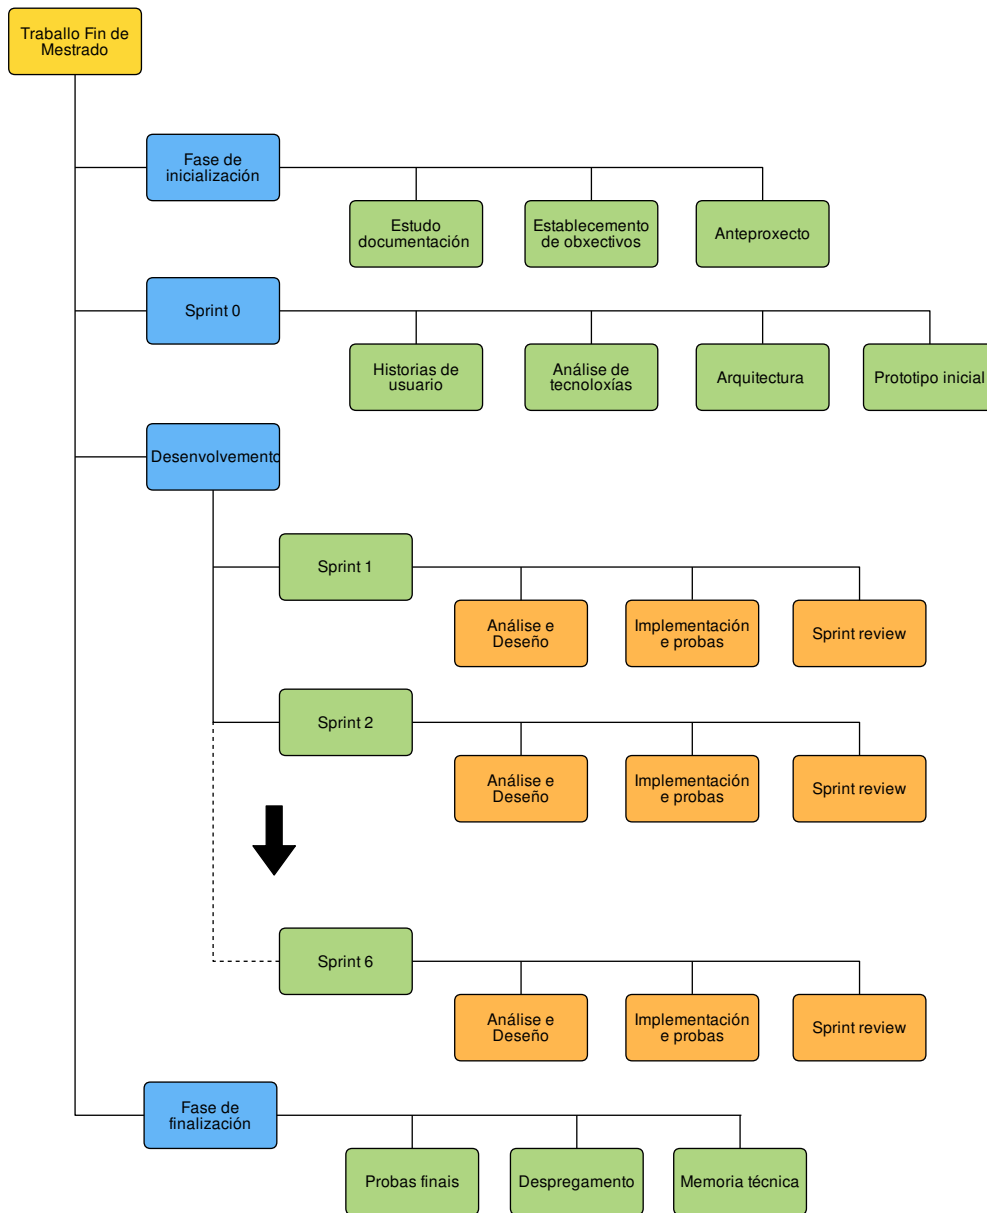 Traballo Fin de
Mestrado
Fase de
inicialización
Estudo
documentación
Establecemento
de obxectivos
Anteproxecto
Sprint 0
Historias de
usuario
Análise de
tecnoloxías
Arquitectura
Prototipo inicial
Desenvolvemento
Sprint 1
Análise e
Deseño
Implementación
e probas
Sprint review
Sprint 2
Análise e
Deseño
Implementación
e probas
Sprint review
Sprint 6
Análise e
Deseño
Implementación
e probas
Sprint review
Fase de
finalización
Probas finais
Despregamento
Memoria técnica